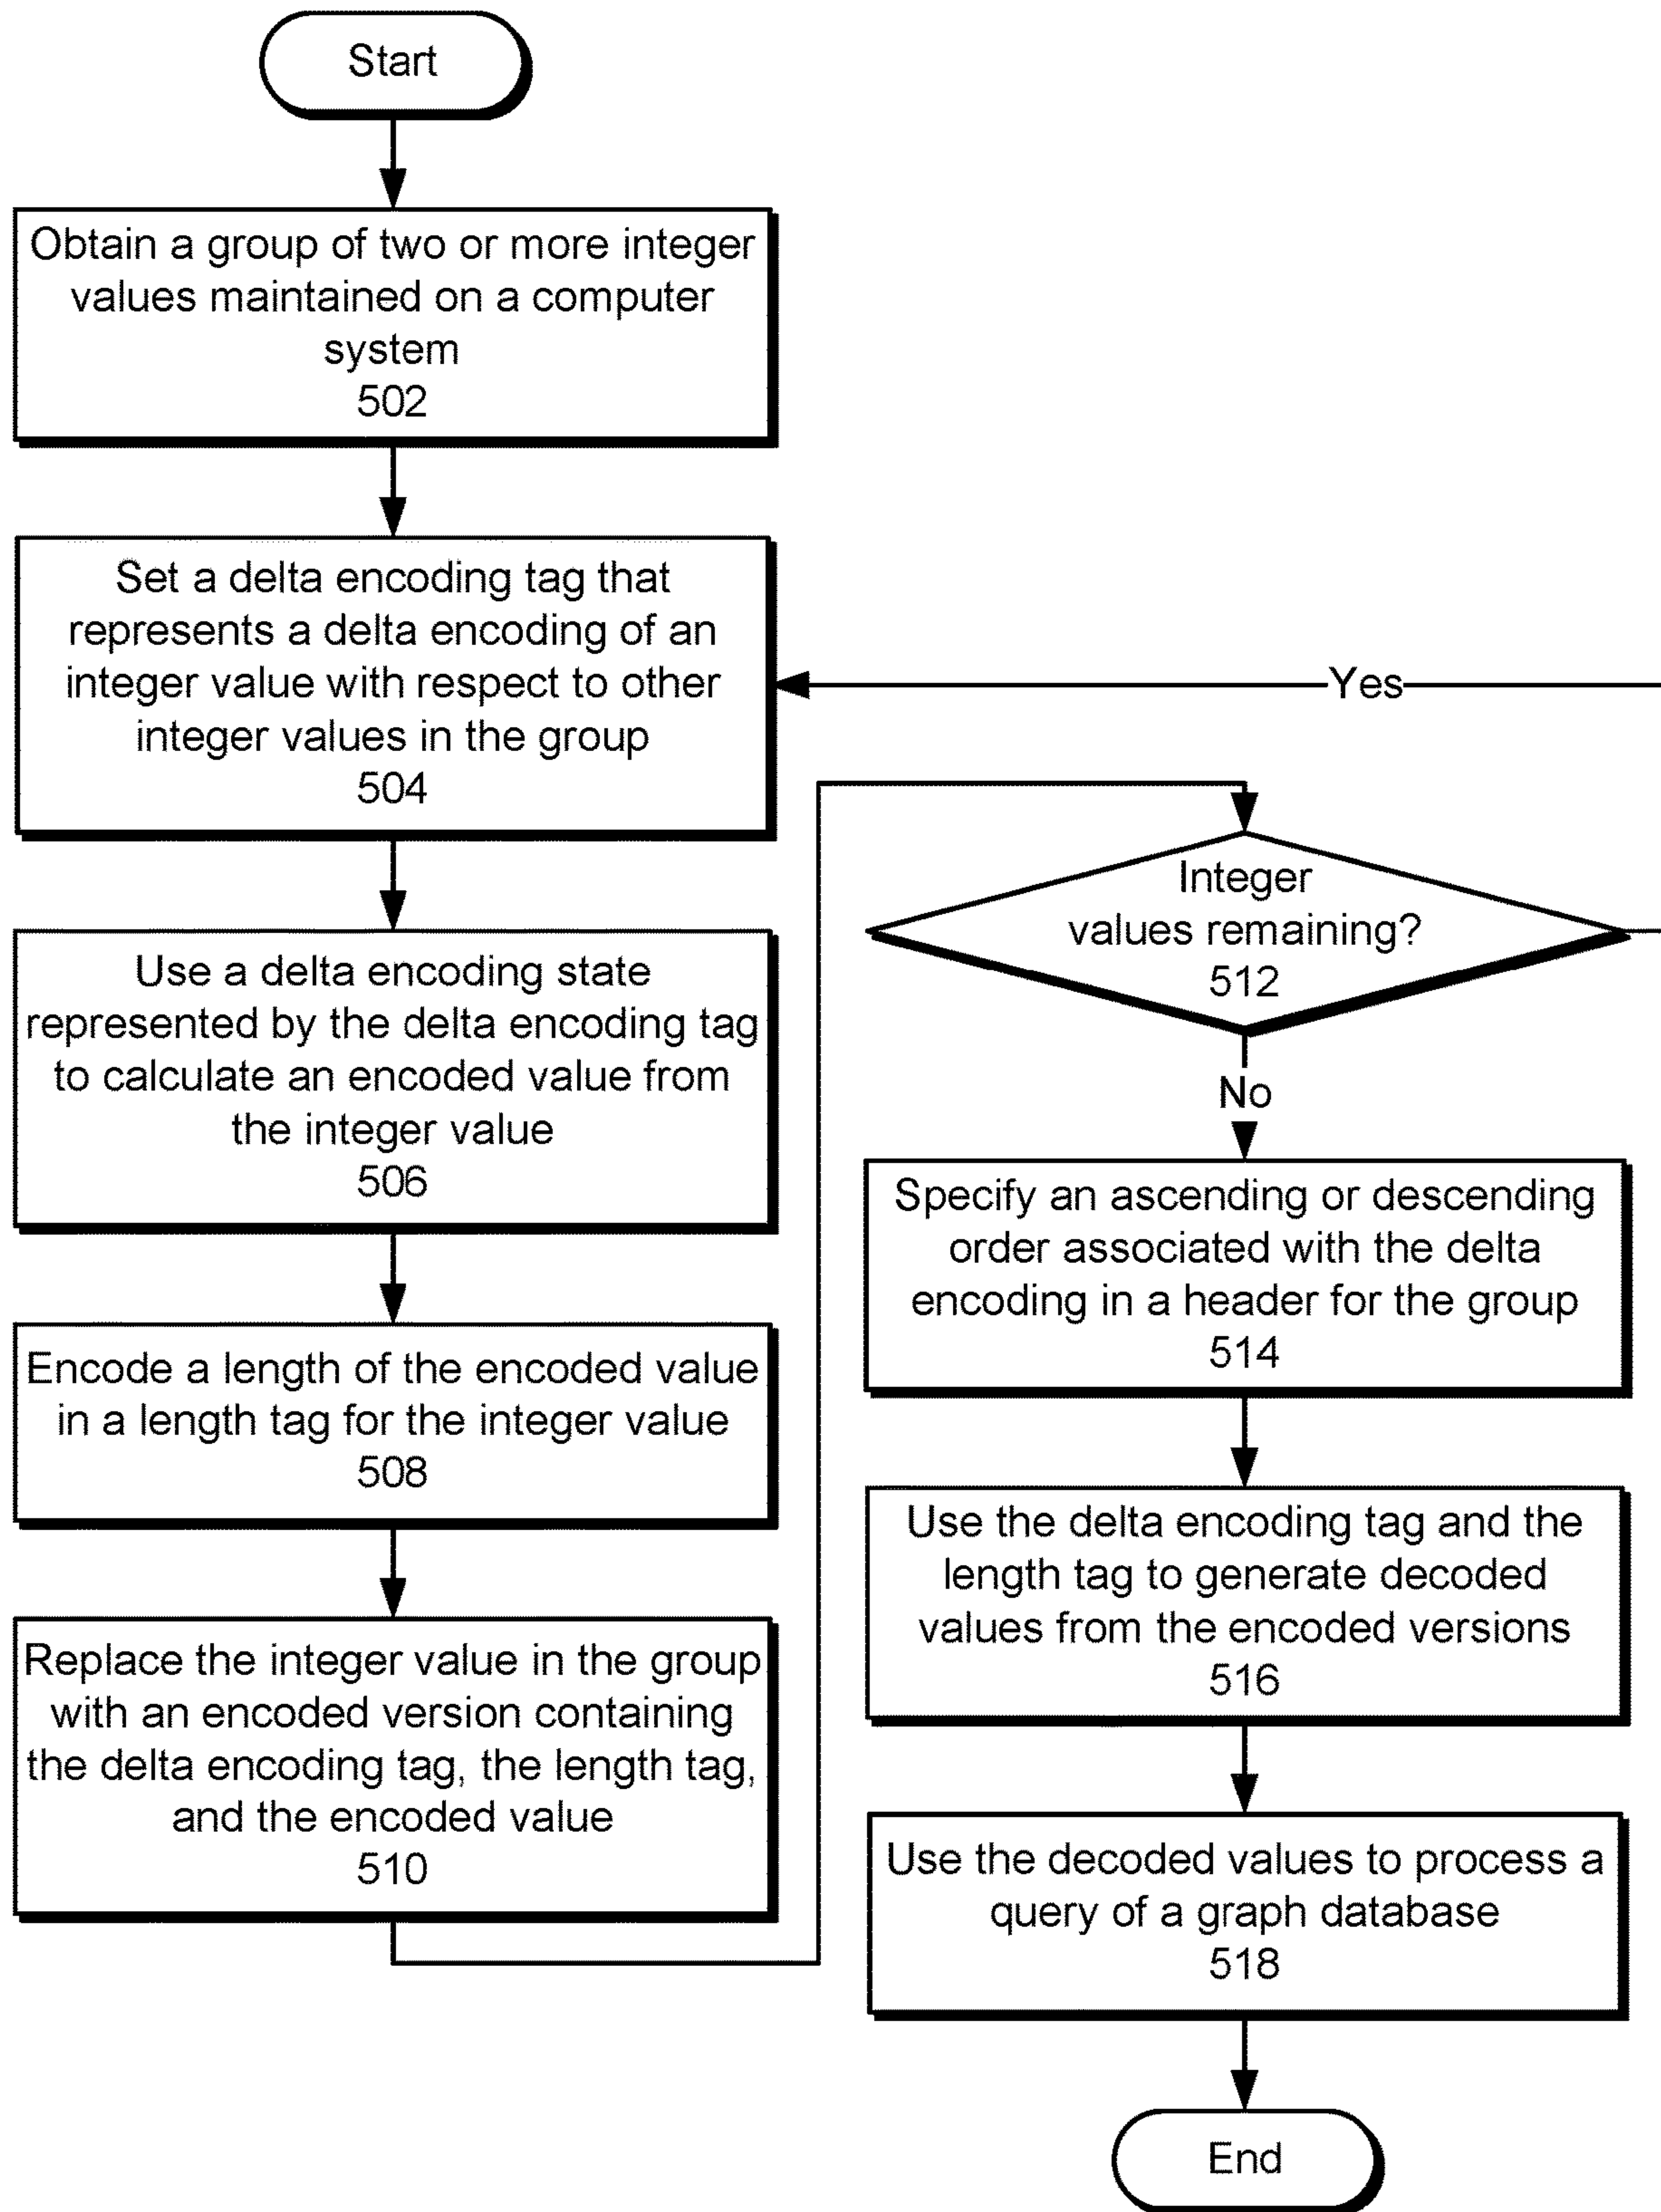 Start
Obtain a group of two or more integer
values maintained on a computer
system
502
Set a delta encoding tag that
represents a delta encoding of an
integer value with respect to other
integer values in the group
504
Use a delta encoding state
represented by the delta encoding tag
to calculate an encoded value from
the integer value
506
Encode a length of the encoded value
in a length tag for the integer value
508
Replace the integer value in the group
with an encoded version containing
the delta encoding tag, the length tag,
and the encoded value
510
Yes
Integer
values remaining?
512
No
Specify an ascending or descending
order associated with the delta
encoding in a header for the group
514
Use the delta encoding tag and the
length tag to generate decoded
values from the encoded versions
516
Use the decoded values to process a
query of a graph database
518
End